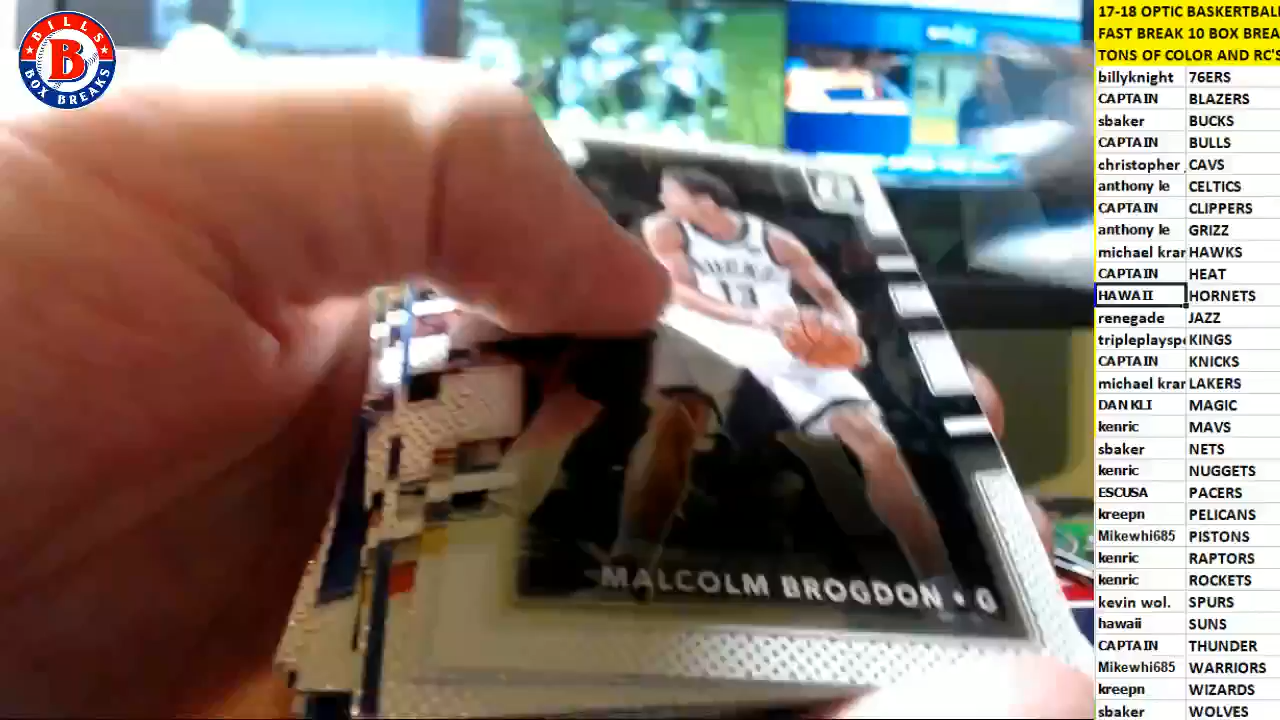 BILLS
B
BOX BREAKS
MALCOLM BROGDON • G
13
17-18 OPTIC BASKERTBALL
FAST BREAK 10 BOX BREA
TONS OF COLOR AND RC'S
billyknight 76ERS
CAPTAIN BLAZERS
sbaker BUCKS
CAPTAIN BULLS
christopher CAVS
anthony le CELTICS
CAPTAIN CLIPPERS
anthony le GRIZZ
michael krar HAWKS
CAPTAIN HEAT
HAWAII HORNETS
renegade JAZZ
tripleplayspo KINGS
CAPTAIN KNICKS
michael krar LAKERS
DAN KLI MAGIC
kenric MAVS
sbaker NETS
kenric NUGGETS
ESCUSA PACERS
kreepn PELICANS
Mikewhi685 PISTONS
kenric RAPTORS
kenric ROCKETS
kevin wol. SPURS
hawaii SUNS
CAPTAIN THUNDER
Mikewhi685 WARRIORS
kreepn WIZARDS
sbaker WOLVES